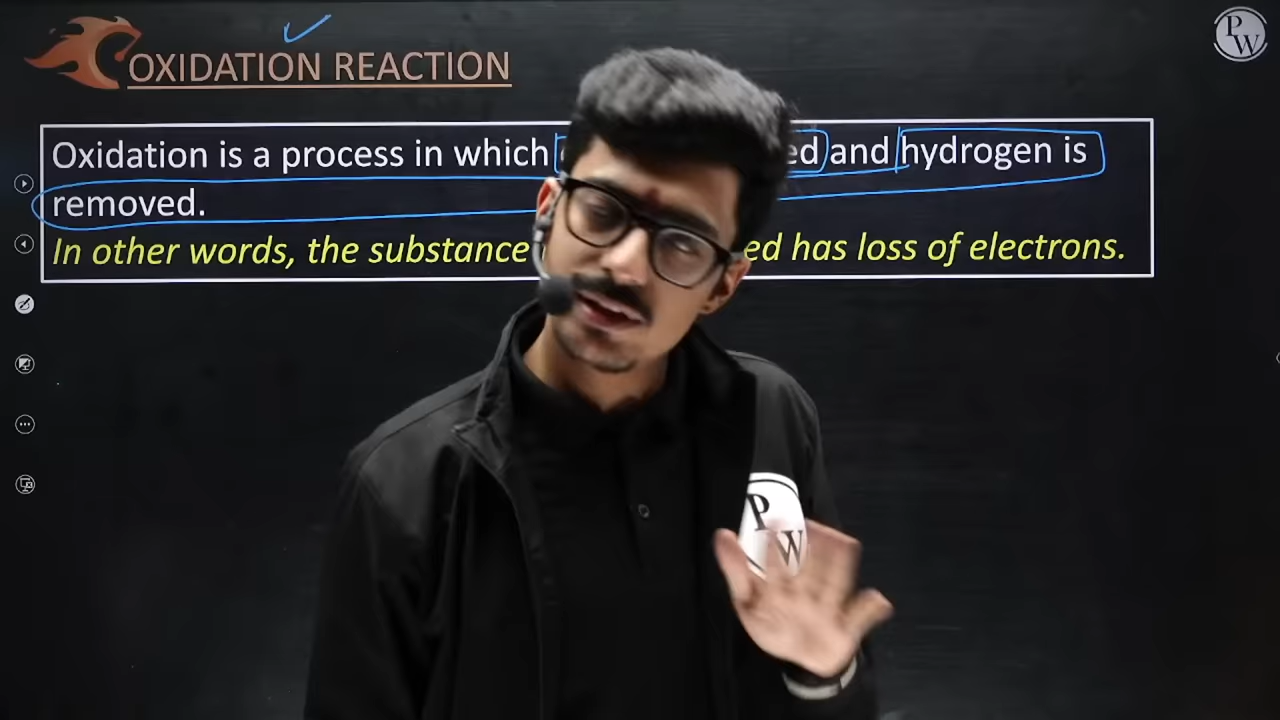 OXIDATION REACTION
PW
Oxidation is a process in which ed and hydrogen is
removed.
In other words, the substance ed has loss of electrons.
PW